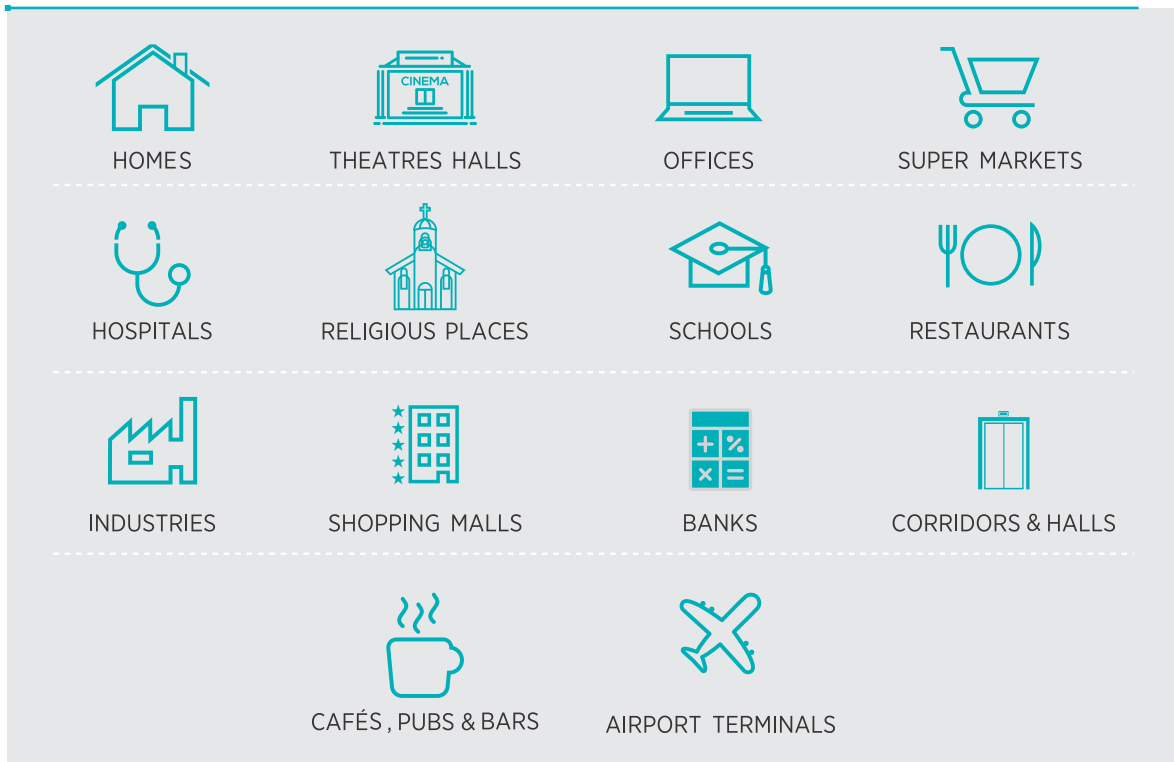 CINEMA
HOMES
THEATRES HALLS
OFFICES
SUPER MARKETS
HOSPITALS
RELIGIOUS PLACES
SCHOOLS
RESTAURANTS
INDUSTRIES
SHOPPING MALLS
BANKS
CORRIDORS & HALLS
CAFÉS , PUBS & BARS
AIRPORT TERMINALS